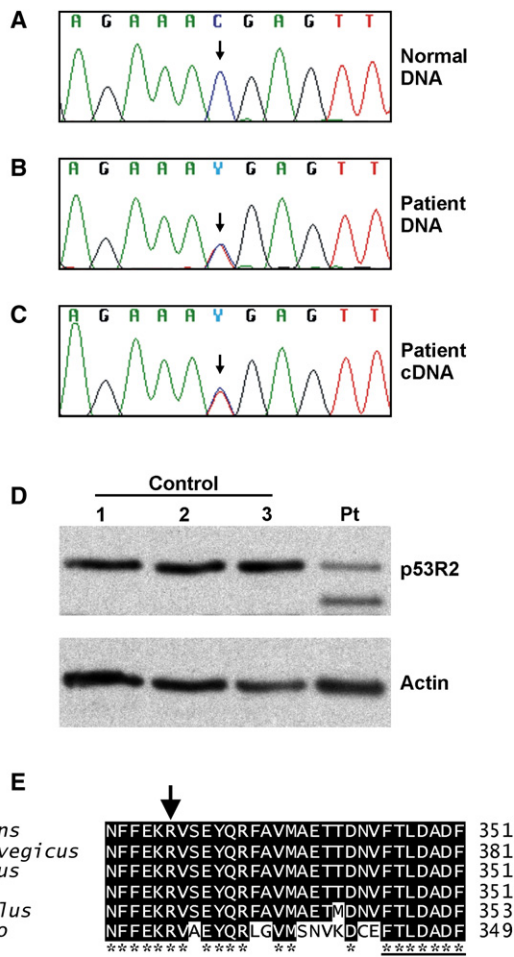 A
A G A A A C G A G T T
Normal
DNA
B
A G A A A Y G A G T T
Patient
DNA
C
A G A A A Y G A G T T
Patient
cDNA
D
Control
1 2 3 Pt
p53R2
Actin
E
ns NFFEKRVSEYQRFAVMAETTDNVFTLDADF 351
vegicus NFFEKRVSEYQRFAVMAETTDNVFTLDADF 381
us NFFEKRVSEYQRFAVMAETTDNVFTLDADF 351
NFFEKRVSEYQRFAVMAETTDNVFTLDADF 351
lus NFFEKRVSEYQRFAVMAETMDNVFTLDADF 353
o NFFEKRVAEYQRLGVMSNVKDCEFTLDADF 349
******* **** ** * *******